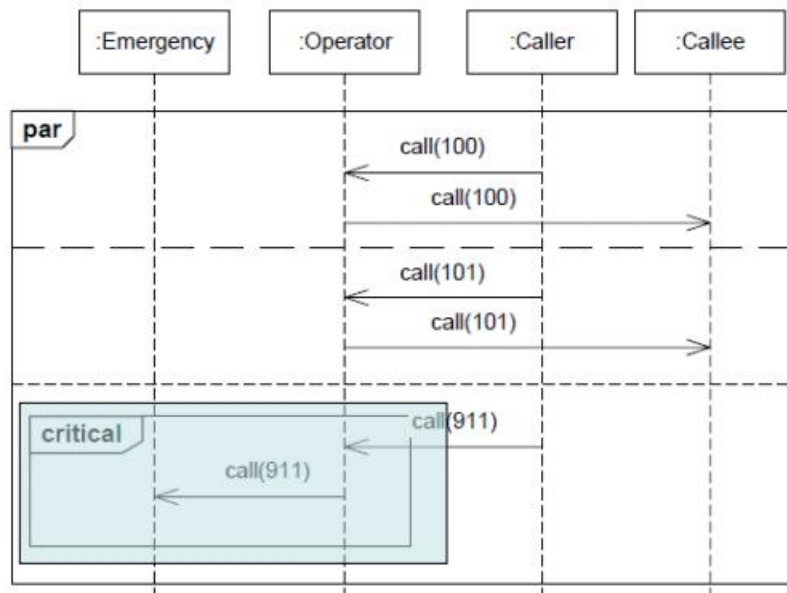 :Emergency
:Operator
:Caller
:Callee
par
call(100)
call(100)
call(101)
call(101)
call(911)
critical
call(911)